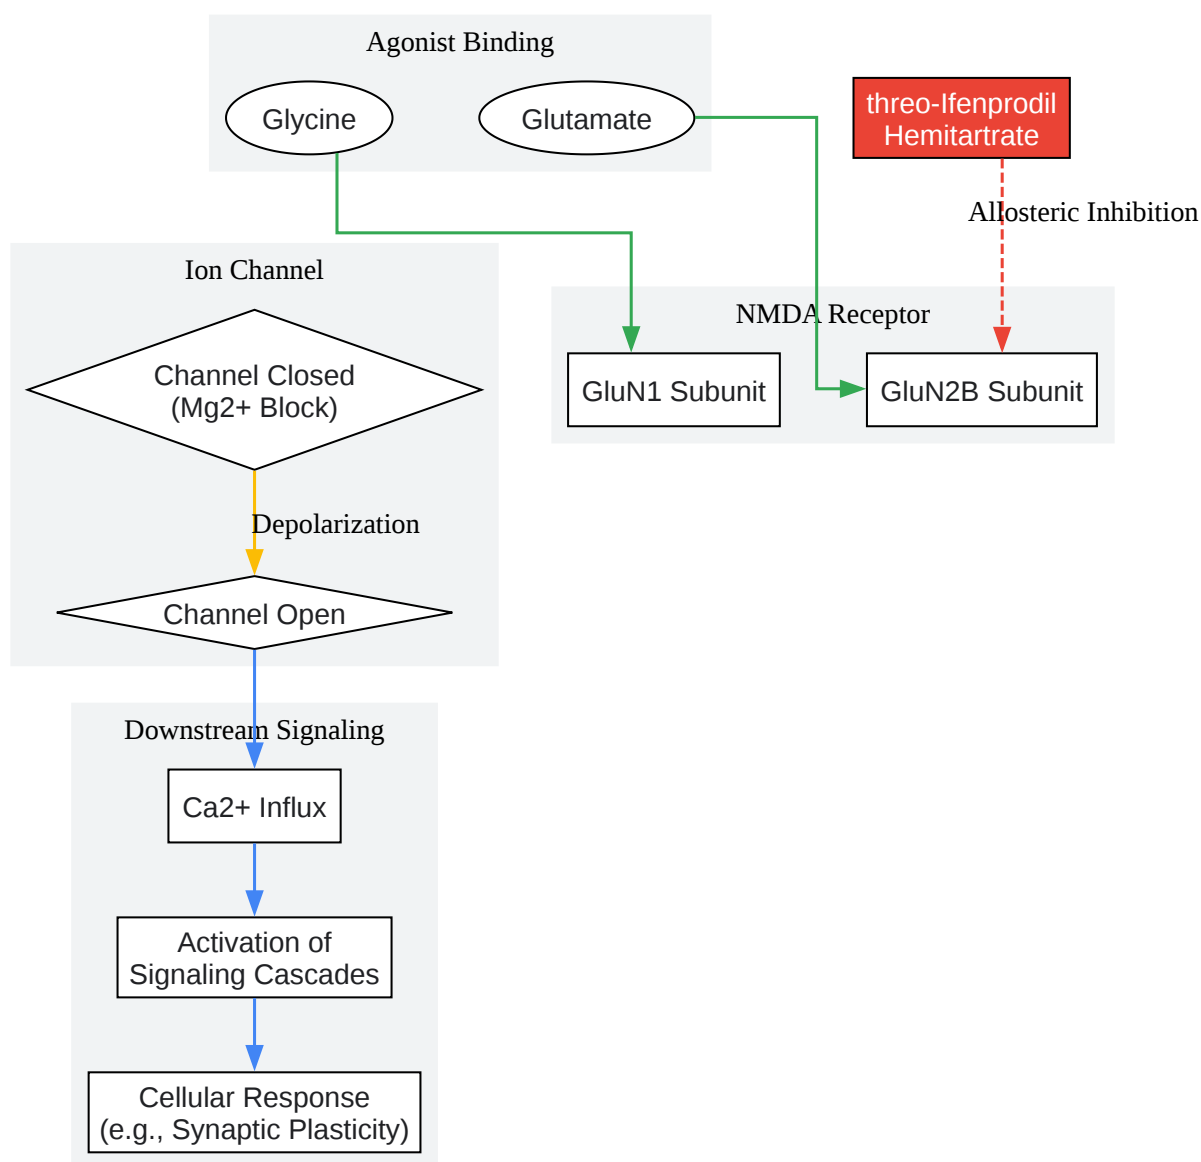 Agonist Binding
Glycine
Glutamate
threo-Ifenprodil
Hemitartrate
Allosteric Inhibition
Ion Channel
NMDA Receptor
Channel Closed
(Mg2+ Block)
GluN1 Subunit
GluN2B Subunit
Depolarization
Channel Open
Downstream Signaling
Ca2+ Influx
Activation of
Signaling Cascades
Cellular Response
(e.g., Synaptic Plasticity)